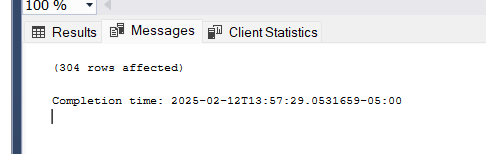 100 %
Results Messages Client Statistics
(304 rows affected)
Completion time: 2025-02-12T13:57:29.0531659-05:00